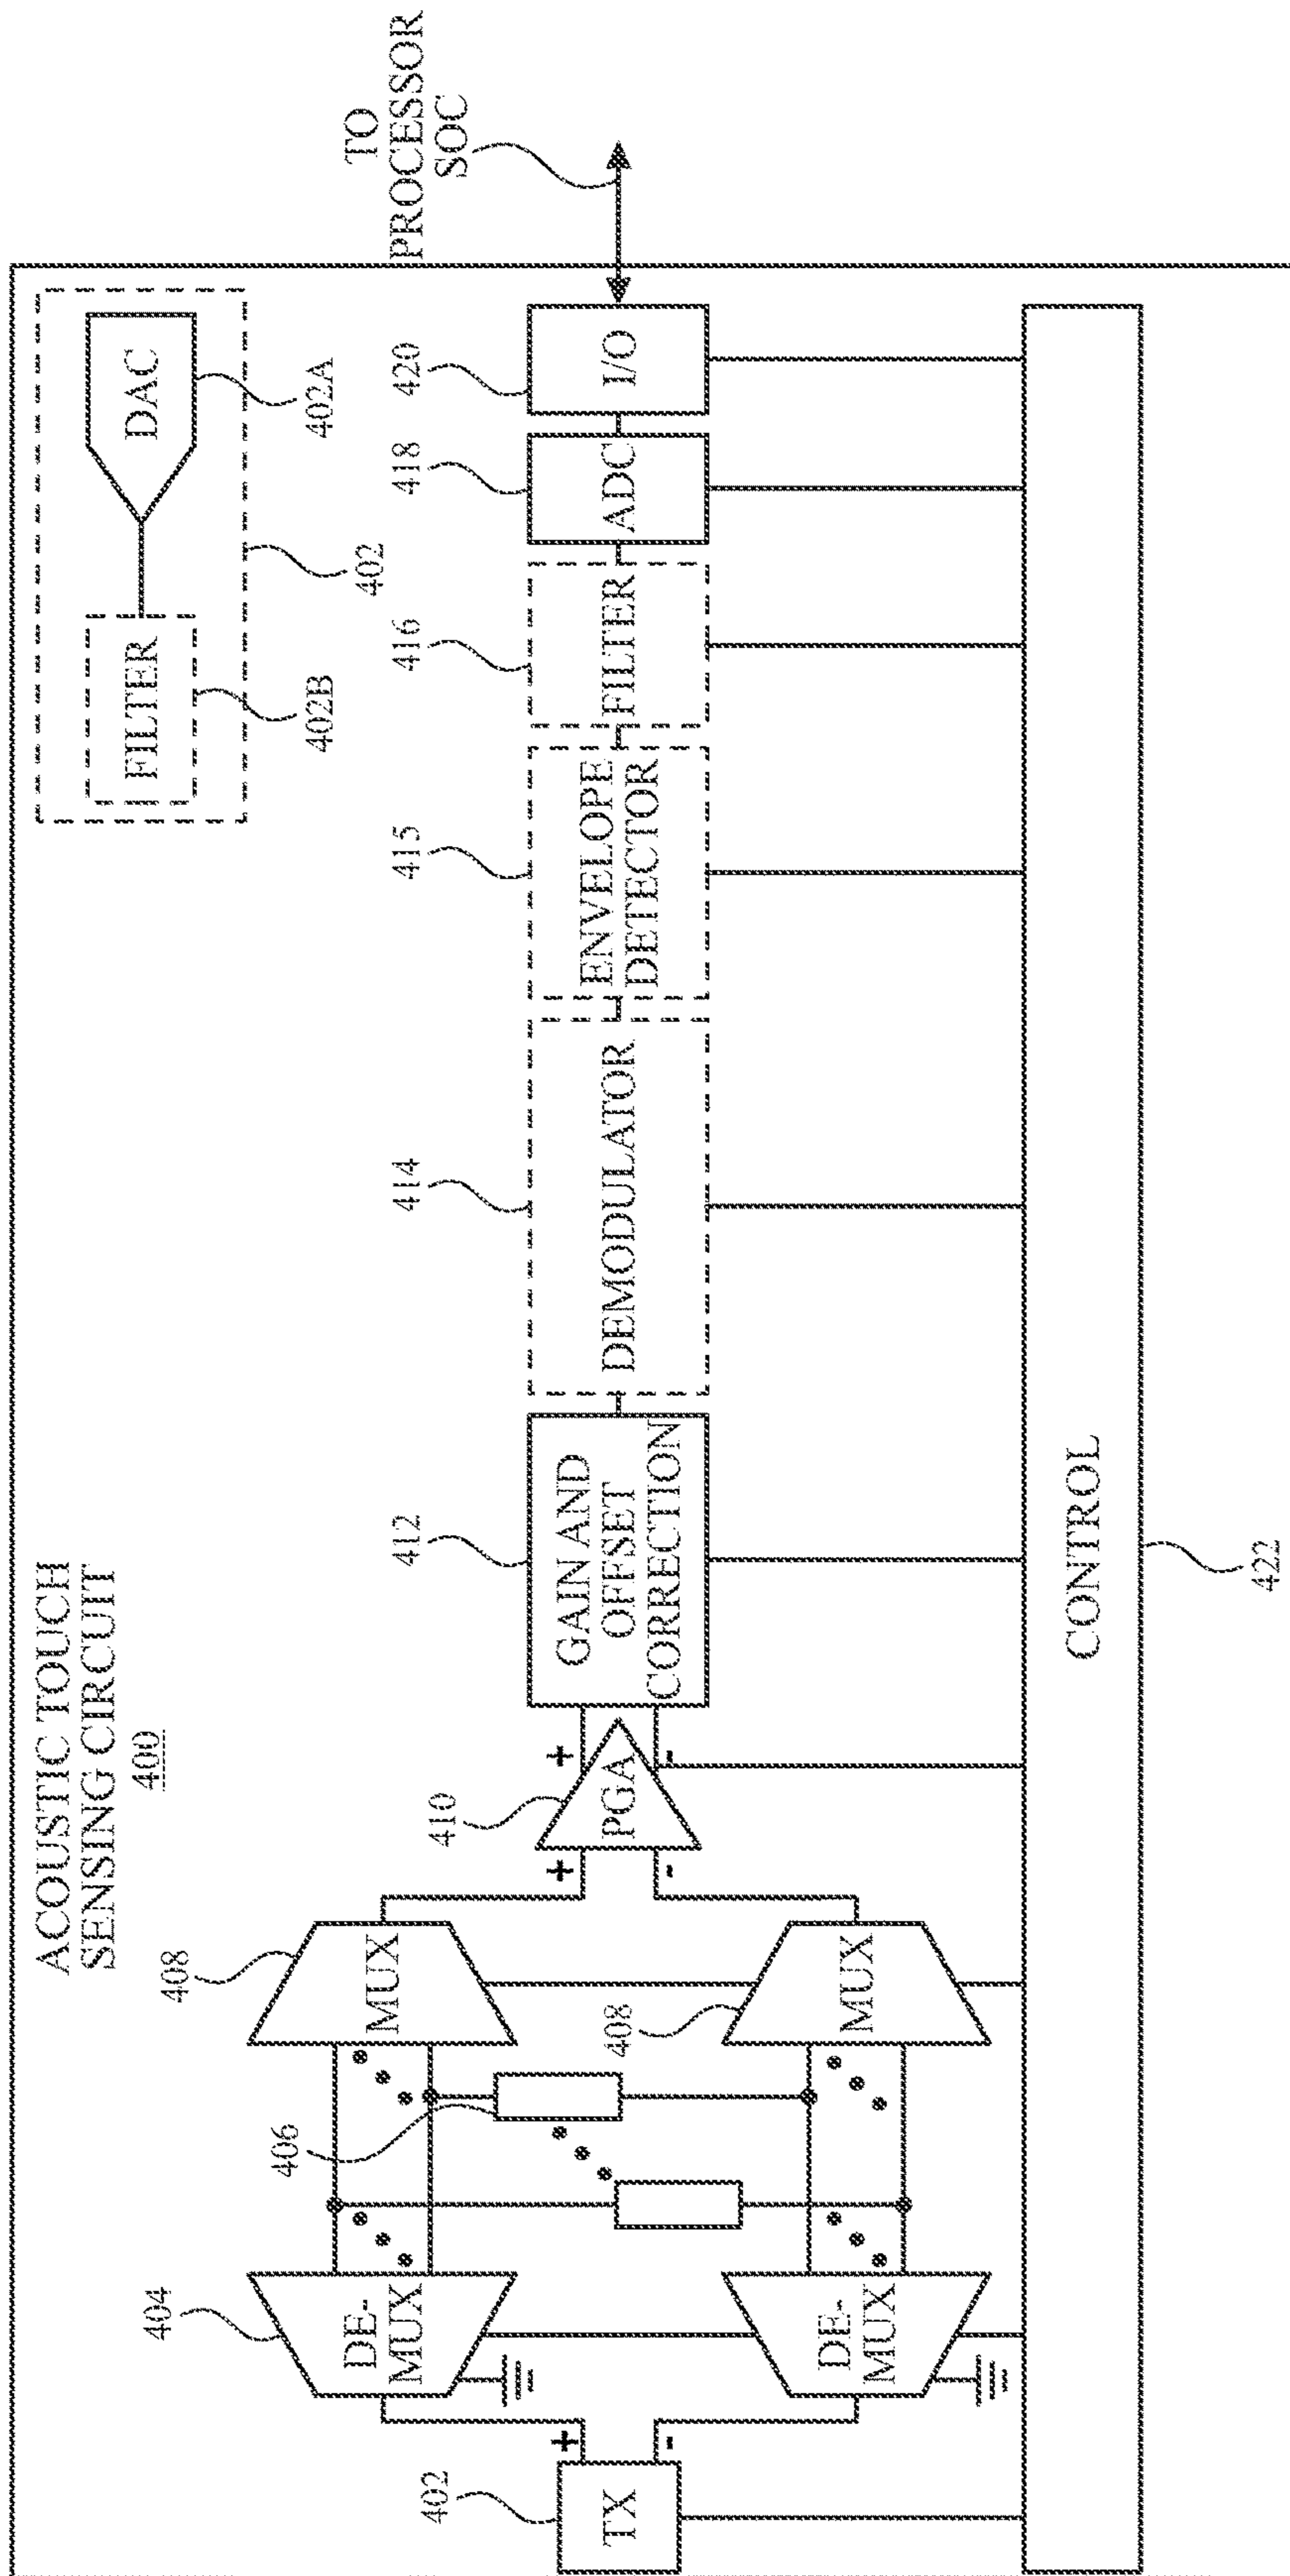 ACOUSTIC TOUCH
SENSING CIRCUIT
400
FILTER
DAC
402B
402A
402
TO
PROCESSOR
SOC
404
DE-
MUX
408
MUX
406
408
402
TX
+
-
DE-
MUX
MUX
410
+
-
PGA
+
-
412
GAIN AND
OFFSET
CORRECTION
414
DEMODULATOR
415
ENVELOPE
DETECTOR
416
FILTER
418
ADC
420
I/O
CONTROL
422